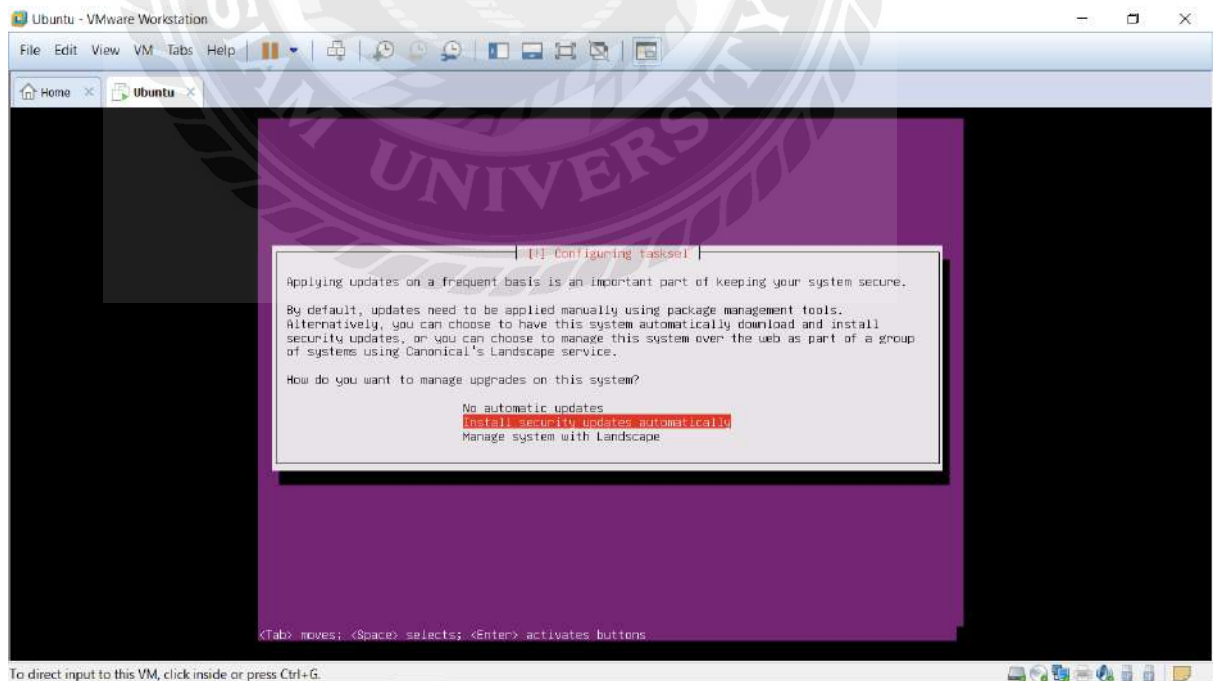 Ubuntu - VMware Workstation
File Edit View VM Tabs Help
Home
Ubuntu
SIAM UNIVERSITY
[!] Configuring tasksel
Applying updates on a frequent basis is an important part of keeping your system secure.
By default, updates need to be applied manually using package management tools.
Alternatively, you can choose to have this system automatically download and install
security updates, or you can choose to manage this system over the web as part of a group
of systems using Canonical's Landscape service.
How do you want to manage upgrades on this system?
No automatic updates
Install security updates automatically
Manage system with Landscape
<Tab> moves; <Space> selects; <Enter> activates buttons
To direct input to this VM, click inside or press Ctrl+G.